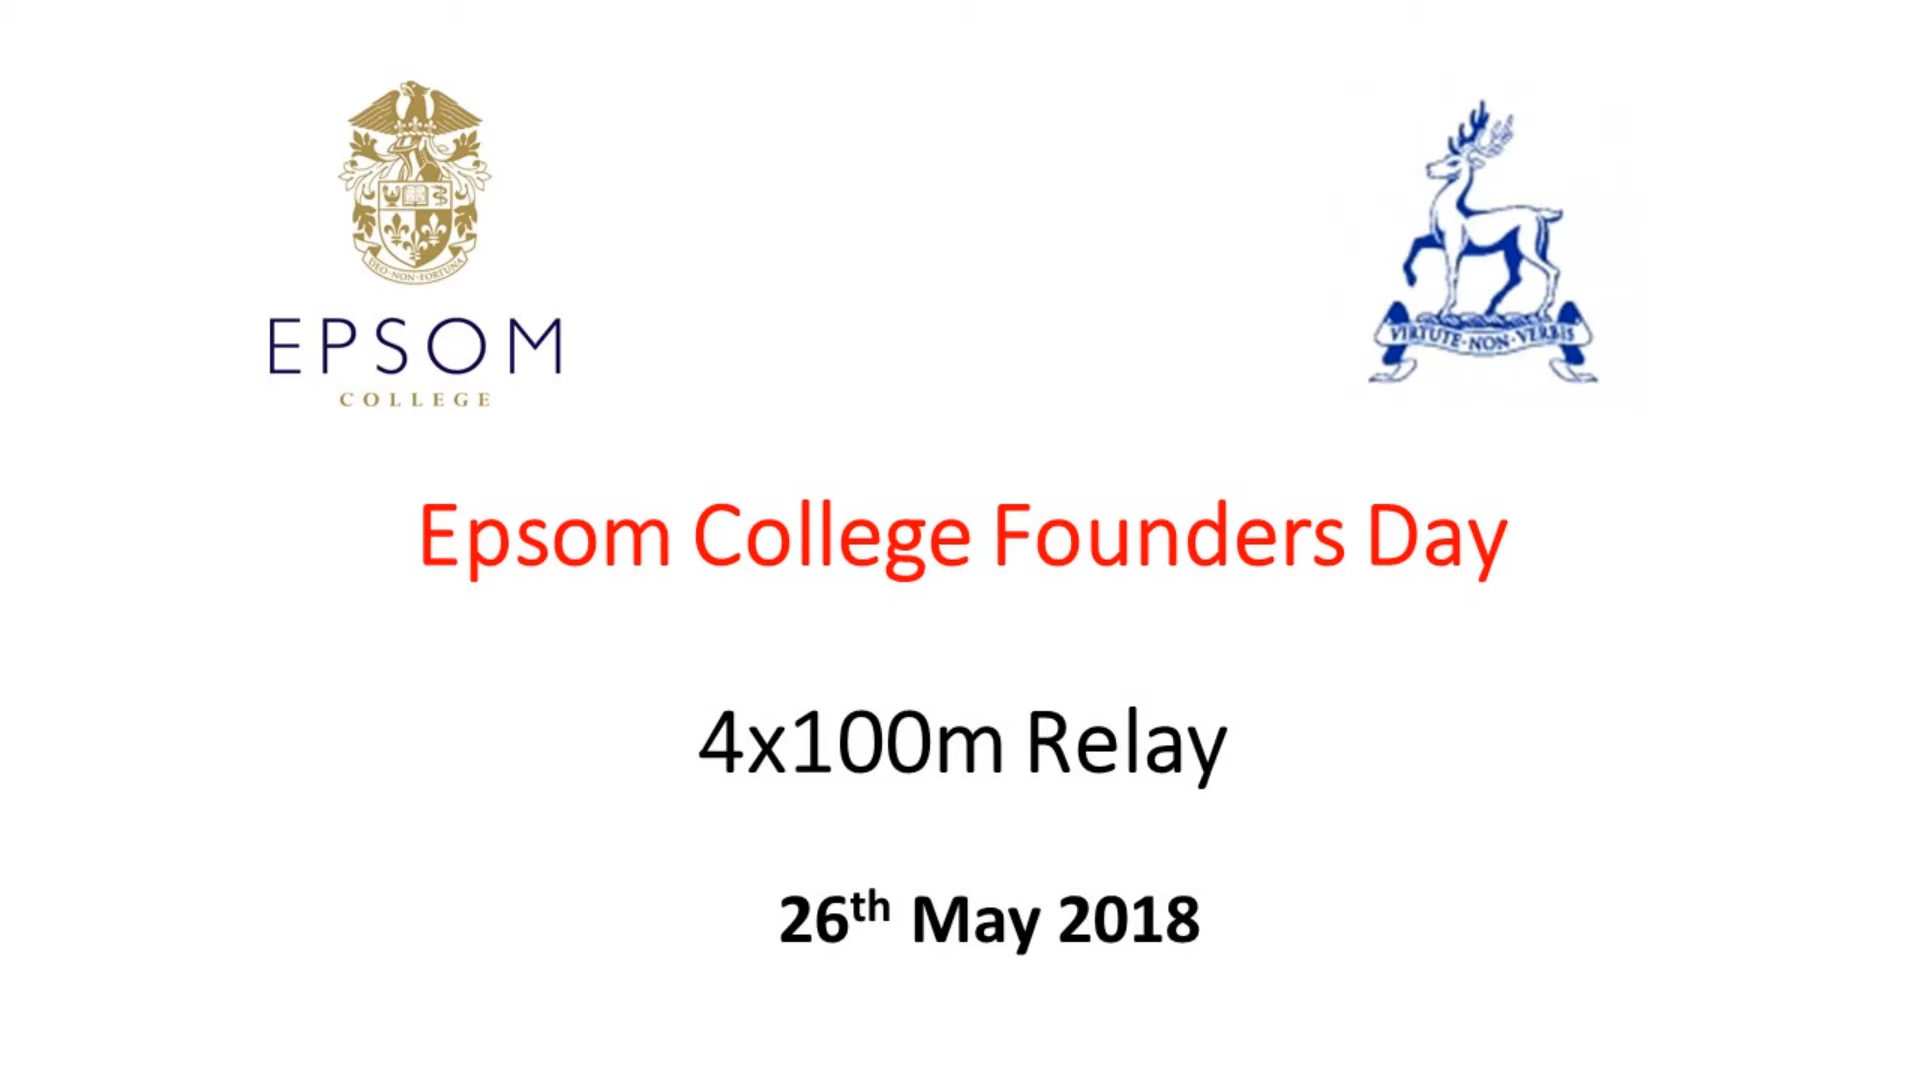 DEO·NON·FORTUNA
EPSOM
COLLEGE
VIRTUTE·NON·VERBIS
Epsom College Founders Day
4x100m Relay
26th May 2018